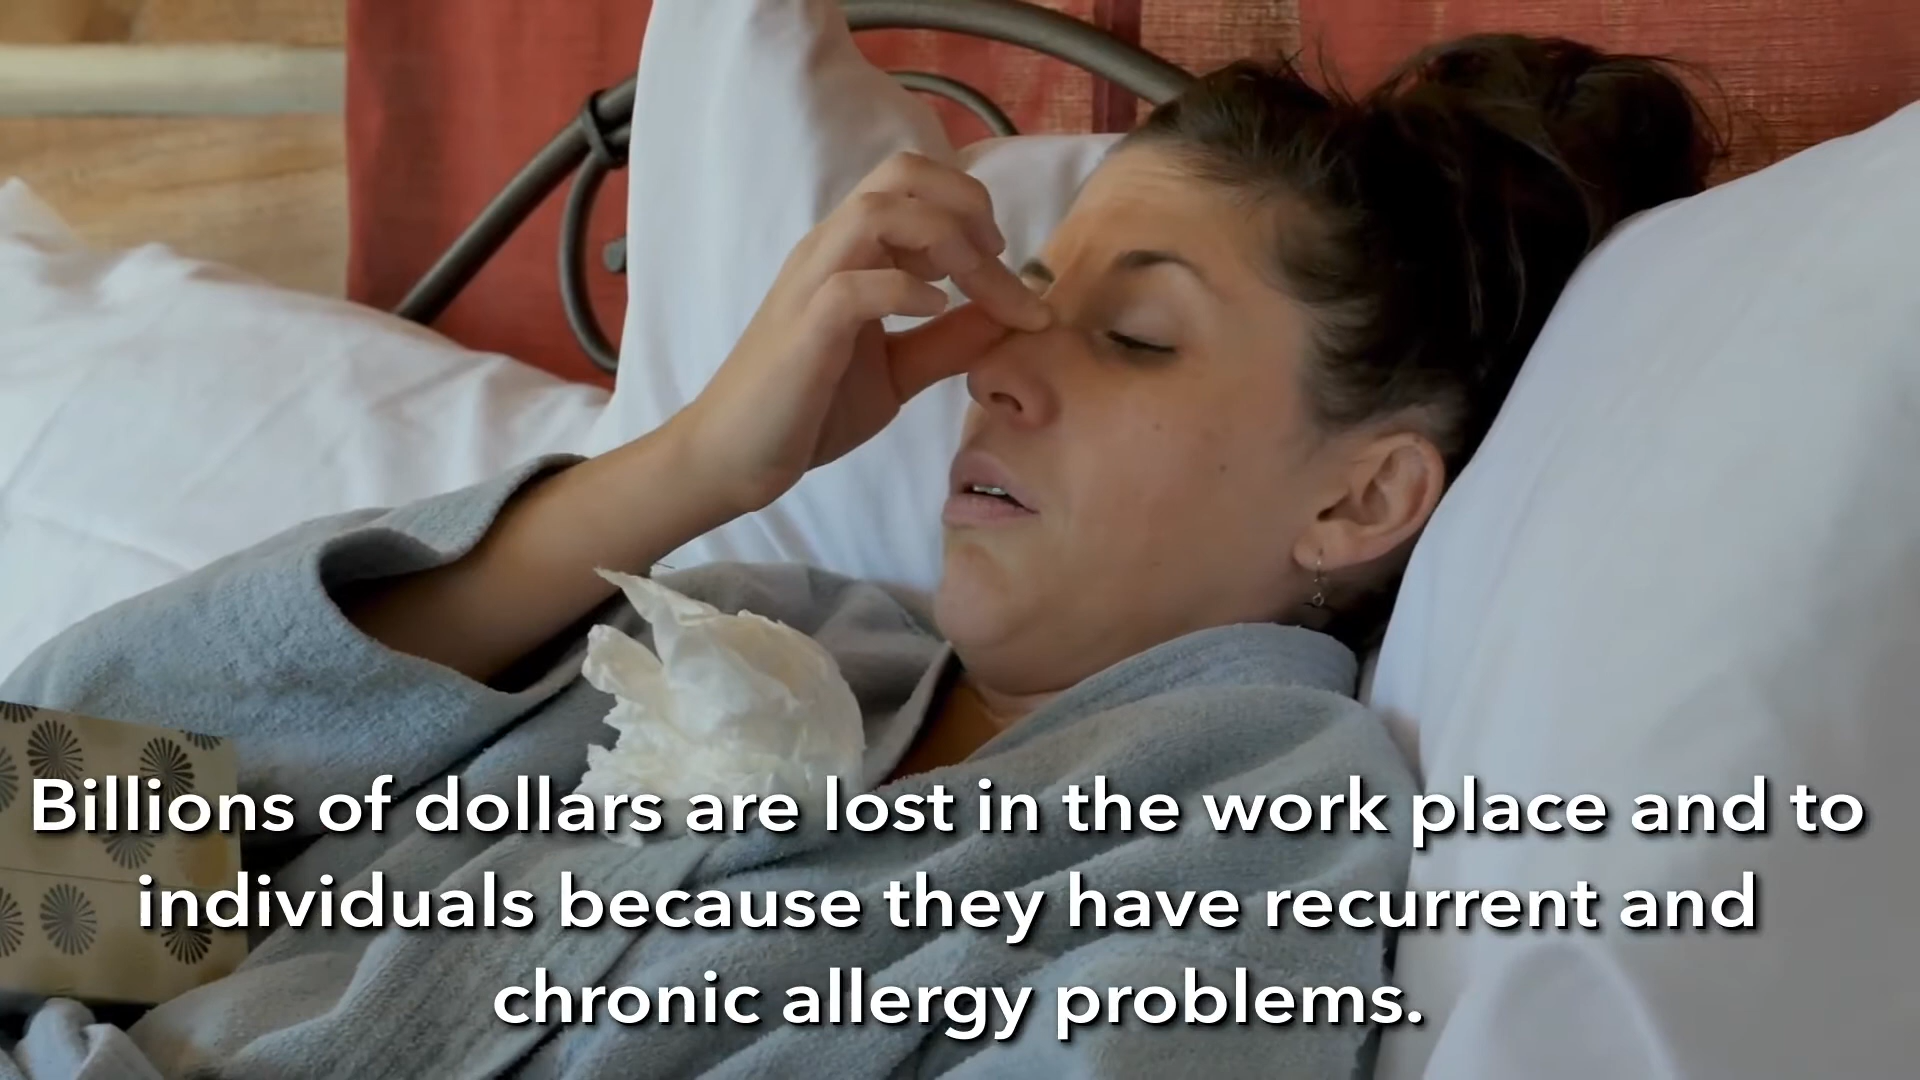 Billions of dollars are lost in the work place and to
individuals because they have recurrent and
chronic allergy problems.